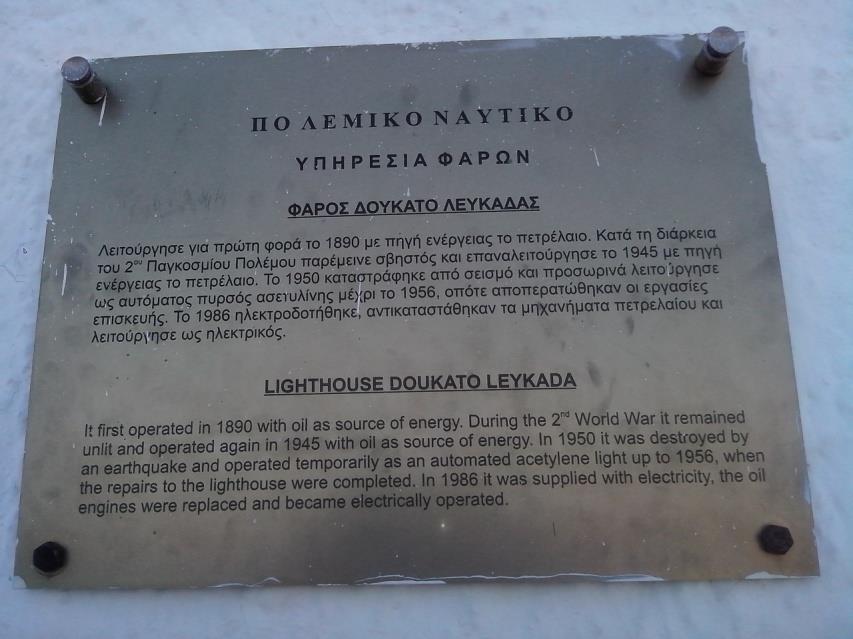 ΠΟ ΛΕΜΙΚΟ ΝΑΥΤΙΚΟ
ΥΠΗΡΕΣΙΑ ΦΑΡΩΝ
ΦΑΡΟΣ ΔΟΥΚΑΤΟ ΛΕΥΚΑΔΑΣ
Λειτούργησε για πρώτη φορά το 1890 με πηγή ενέργειας το πετρέλαιο. Κατά τη διάρκεια
του 2ου Παγκοσμίου Πολέμου παρέμεινε σβηστός και επαναλειτούργησε το 1945 με πηγή
ενέργειας το πετρέλαιο. Το 1950 καταστράφηκε από σεισμό και προσωρινά λειτούργησε
ως αυτόματος πυρσός ασετυλίνης μέχρι το 1956, οπότε αποπερατώθηκαν οι εργασίες
επισκευής. Το 1986 ηλεκτροδοτήθηκε, αντικαταστάθηκαν τα μηχανήματα πετρελαίου και
λειτούργησε ως ηλεκτρικός.
LIGHTHOUSE DOUKATO LEYKADA
It first operated in 1890 with oil as source of energy. During the 2nd World War it remained
unlit and operated again in 1945 with oil as source of energy. In 1950 it was destroyed by
an earthquake and operated temporarily as an automated acetylene light up to 1956, when
the repairs to the lighthouse were completed. In 1986 it was supplied with electricity, the oil
engines were replaced and became electrically operated.